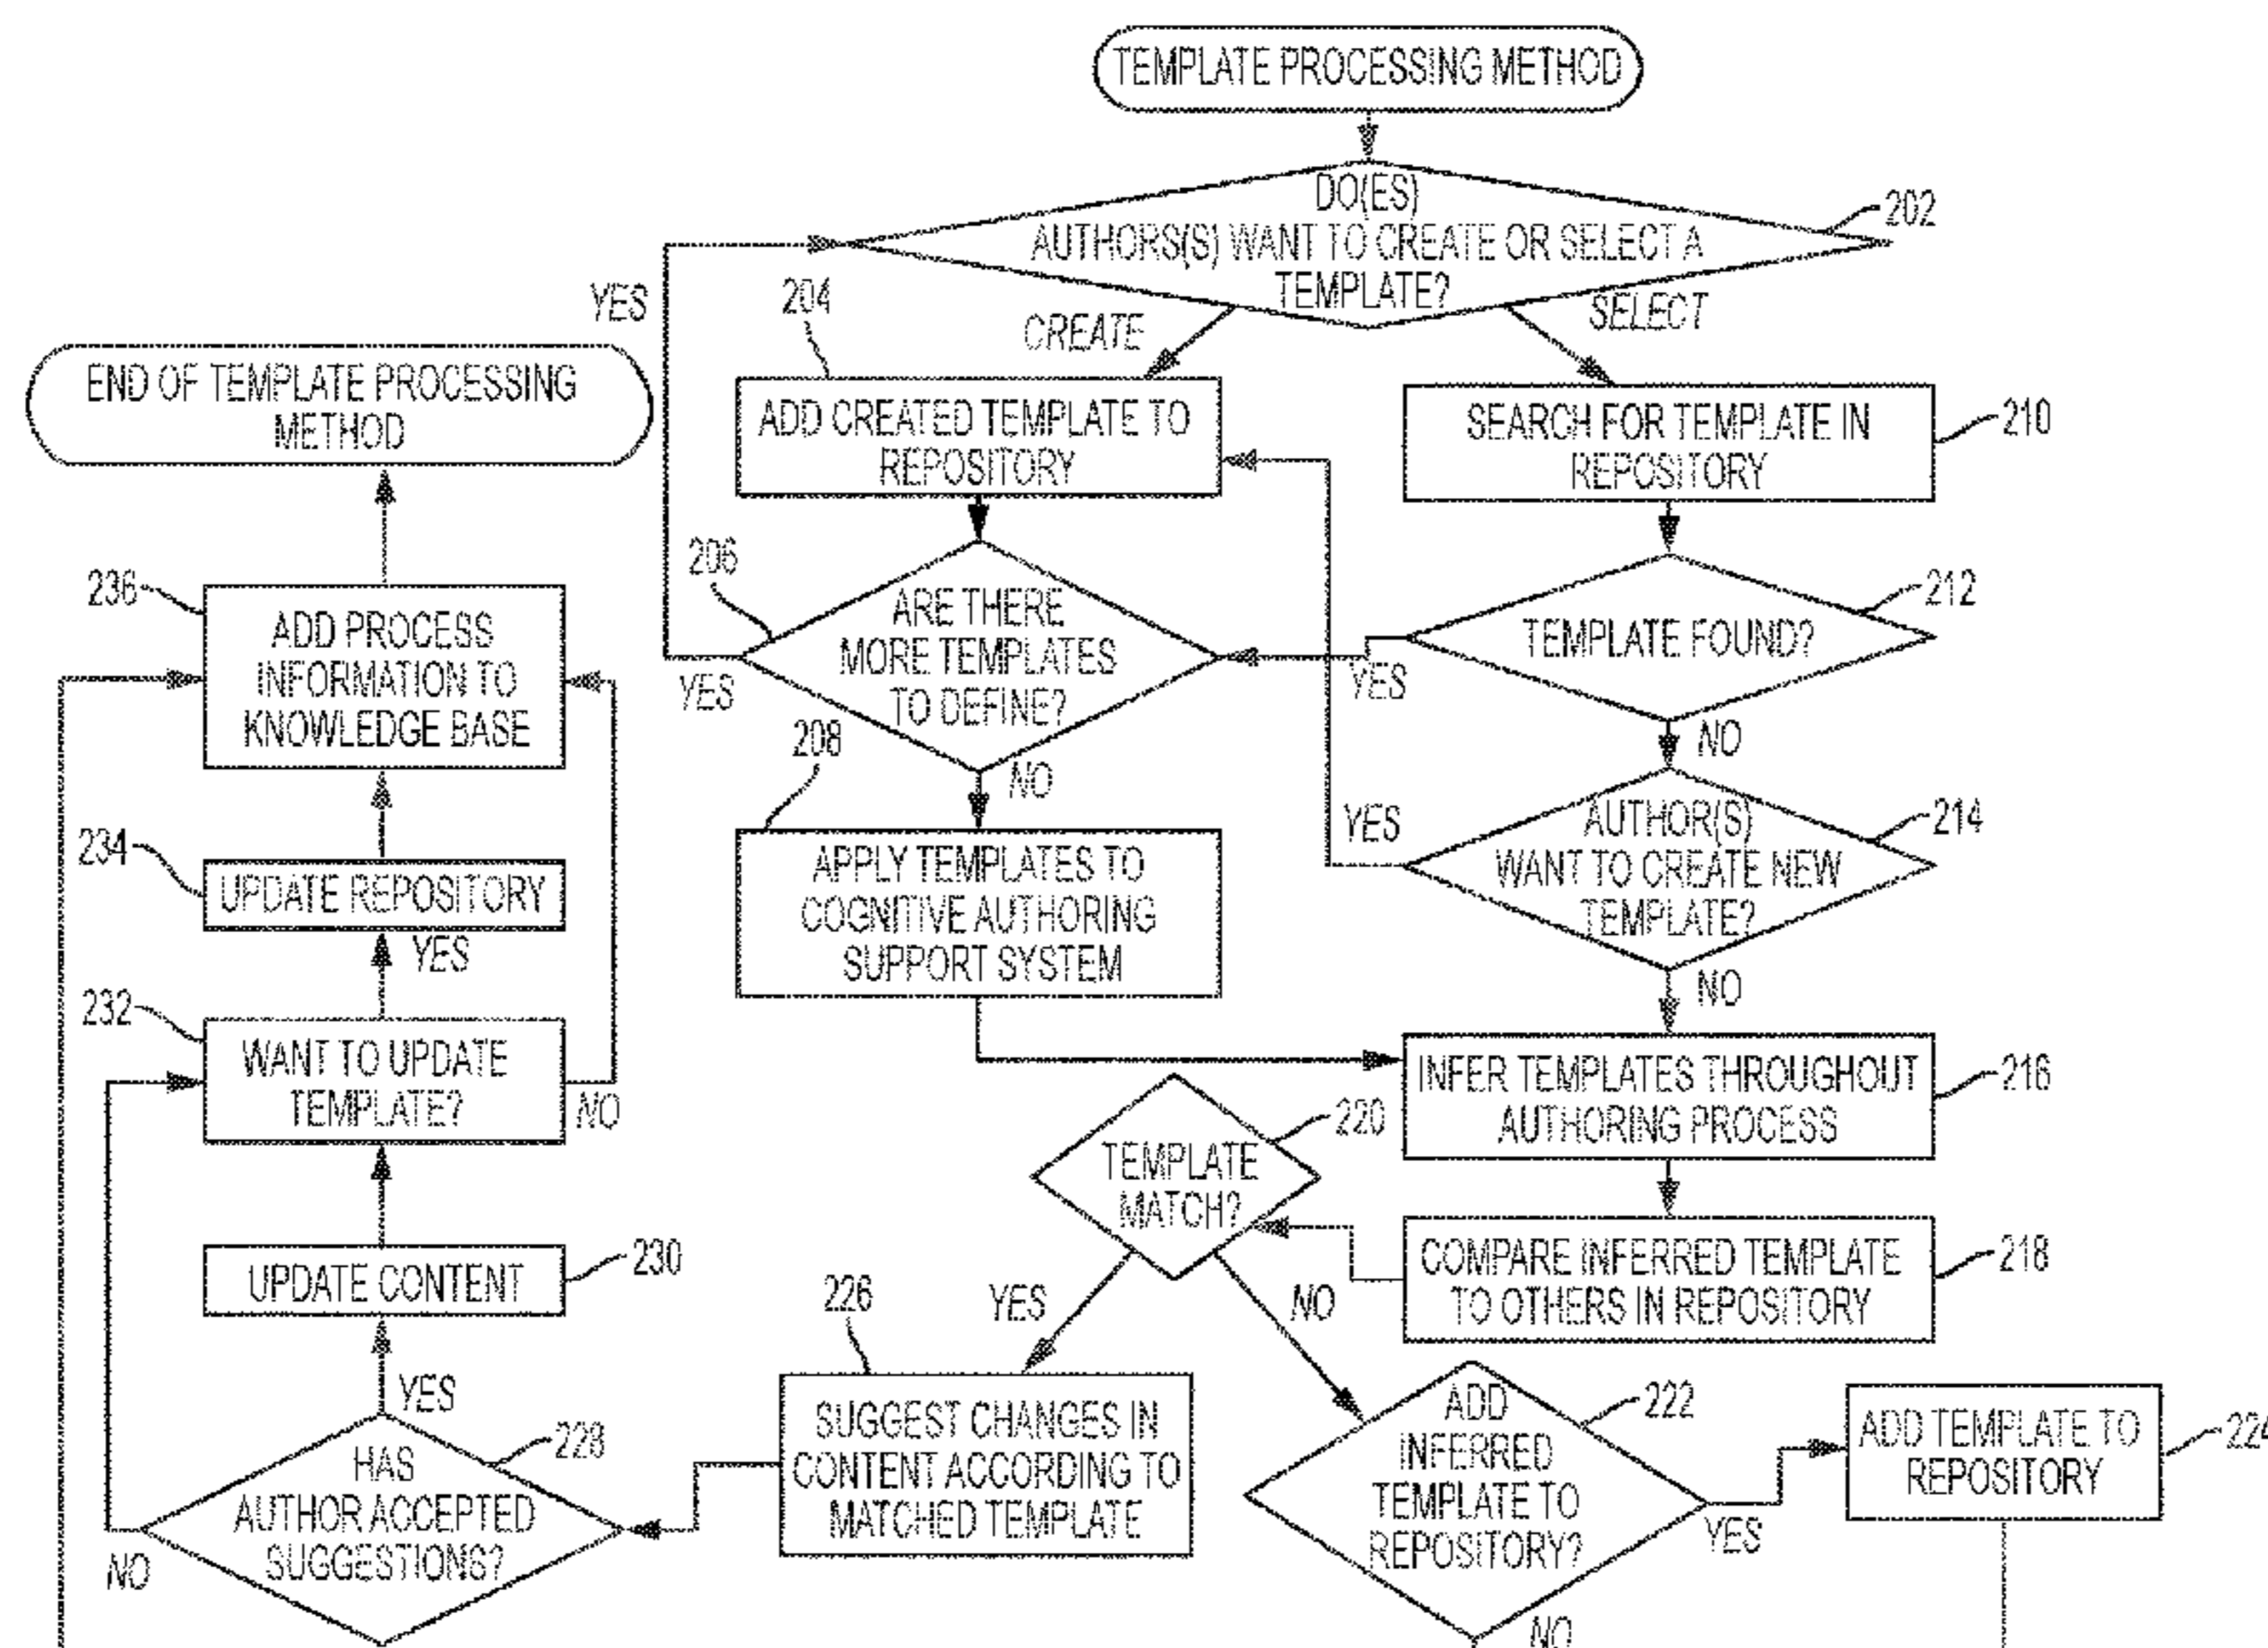 TEMPLATE PROCESSING METHOD
DO(ES)
AUTHORS(S) WANT TO CREATE OR SELECT A
TEMPLATE?
202
YES
204
CREATE
SELECT
END OF TEMPLATE PROCESSING
METHOD
ADD CREATED TEMPLATE TO
REPOSITORY
SEARCH FOR TEMPLATE IN
REPOSITORY
210
206
ARE THERE
MORE TEMPLATES
TO DEFINE?
YES
NO
TEMPLATE FOUND?
212
YES
NO
236
ADD PROCESS
INFORMATION TO
KNOWLEDGE BASE
208
APPLY TEMPLATES TO
COGNITIVE AUTHORING
SUPPORT SYSTEM
YES
AUTHOR(S)
WANT TO CREATE NEW
TEMPLATE?
214
NO
234
UPDATE REPOSITORY
YES
232
WANT TO UPDATE
TEMPLATE?
NO
INFER TEMPLATES THROUGHOUT
AUTHORING PROCESS
216
220
TEMPLATE
MATCH?
COMPARE INFERRED TEMPLATE
TO OTHERS IN REPOSITORY
218
UPDATE CONTENT
230
YES
NO
226
SUGGEST CHANGES IN
CONTENT ACCORDING TO
MATCHED TEMPLATE
YES
HAS
AUTHOR ACCEPTED
SUGGESTIONS?
228
NO
ADD
INFERRED
TEMPLATE TO
REPOSITORY?
222
YES
NO
ADD TEMPLATE TO
REPOSITORY
224